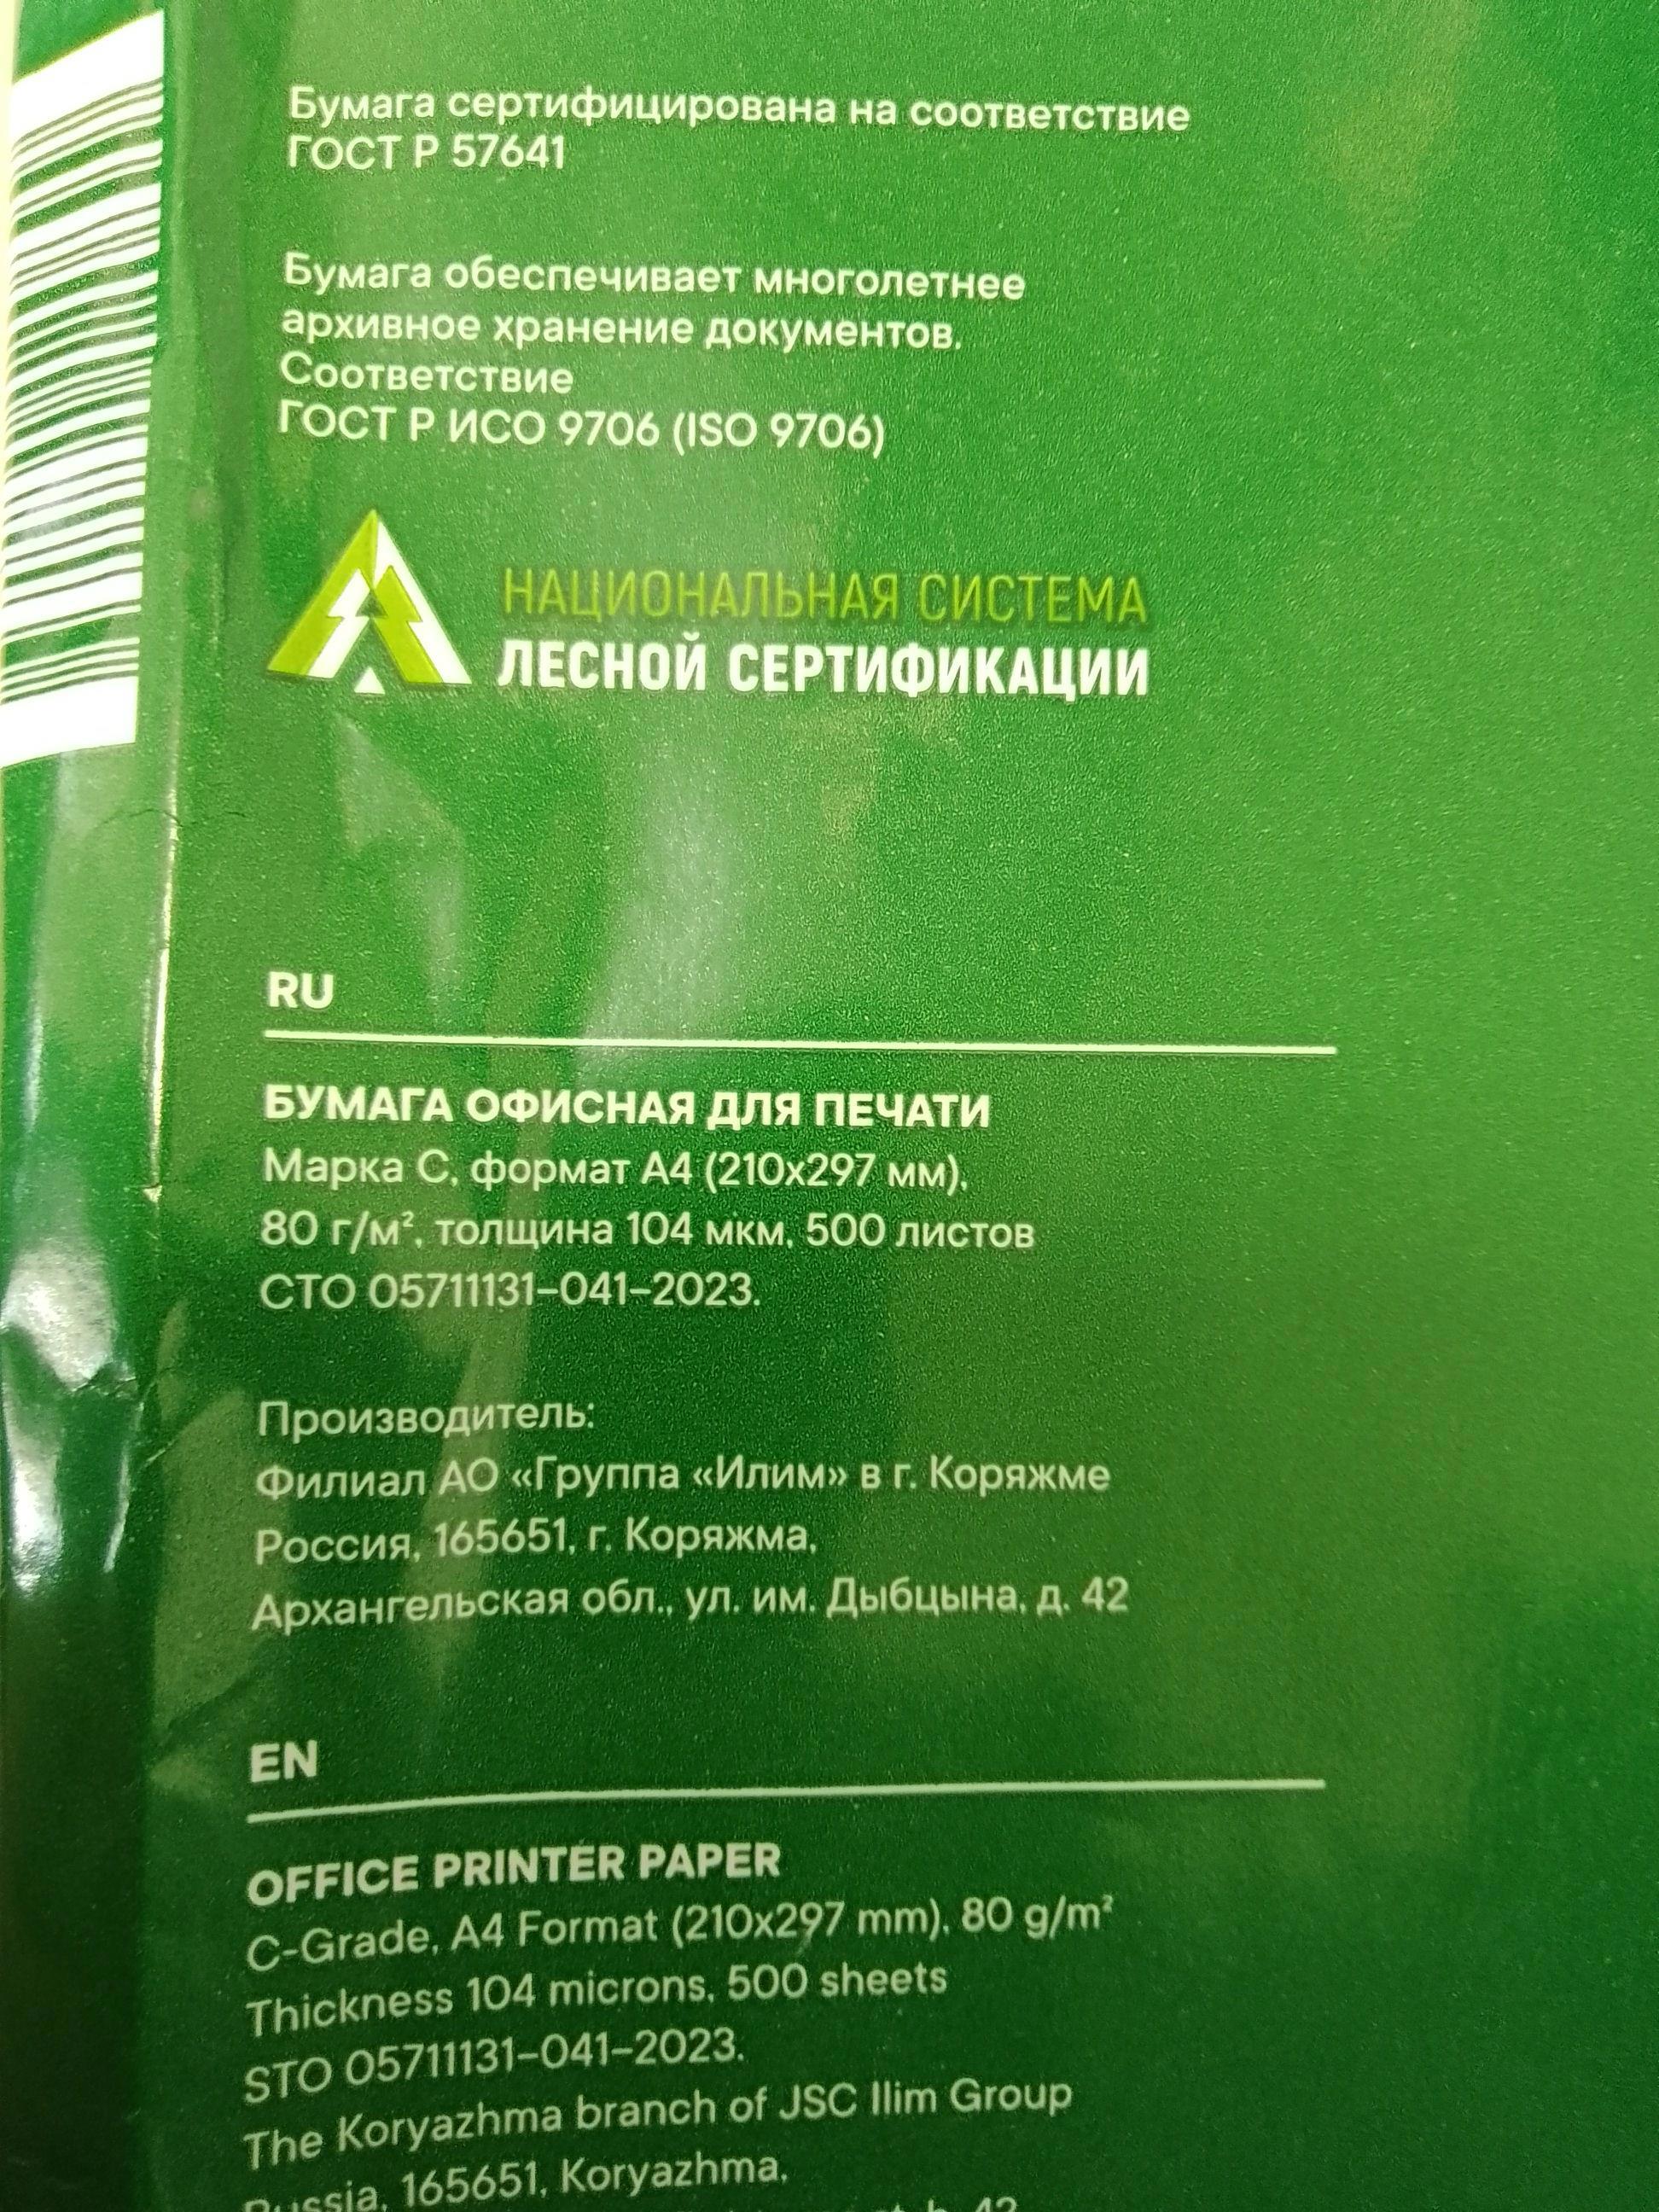 Бумага сертифицирована на соответствие
ГОСТ Р 57641
Бумага обеспечивает многолетнее
архивное хранение документов.
Соответствие
ГОСТ Р ИСО 9706 (ISO 9706)
НАЦИОНАЛЬНАЯ СИСТЕМА
ЛЕСНОЙ СЕРТИФИКАЦИИ
RU
БУМАГА ОФИСНАЯ ДЛЯ ПЕЧАТИ
Марка С, формат А4 (210x297 мм),
80 г/м², толщина 104 мкм, 500 листов
СТО 05711131–041–2023.
Производитель:
Филиал АО «Группа «Илим» в г. Коряжме
Россия, 165651, г. Коряжма,
Архангельская обл., ул. им. Дыбцына, д. 42
EN
OFFICE PRINTER PAPER
C-Grade, A4 Format (210x297 mm), 80 g/m²
Thickness 104 microns, 500 sheets
STO 05711131–041–2023.
The Koryazhma branch of JSC Ilim Group
Russia, 165651, Koryazhma,
42